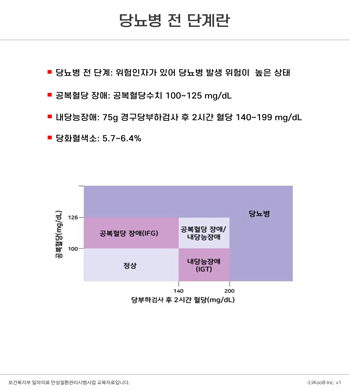 당뇨병 전 단계란
당뇨병 전 단계: 위험인자가 있어 당뇨병 발생 위험이 높은 상태
공복혈당 장애: 공복혈당수치 100~125 mg/dL
내당능장애: 75g 경구당부하검사 후 2시간 혈당 140~199 mg/dL
당화혈색소: 5.7~6.4%
공복혈당(mg/dL)
126
100
당뇨병
공복혈당 장애(IFG)
공복혈당 장애/
내당능장애
정상
내당능장애
(IGT)
140
200
당부하검사 후 2시간 혈당(mg/dL)
보건복지부 일차의료 만성질환관리시범사업 교육자료입니다.
ⓒiKooB Inc. v1